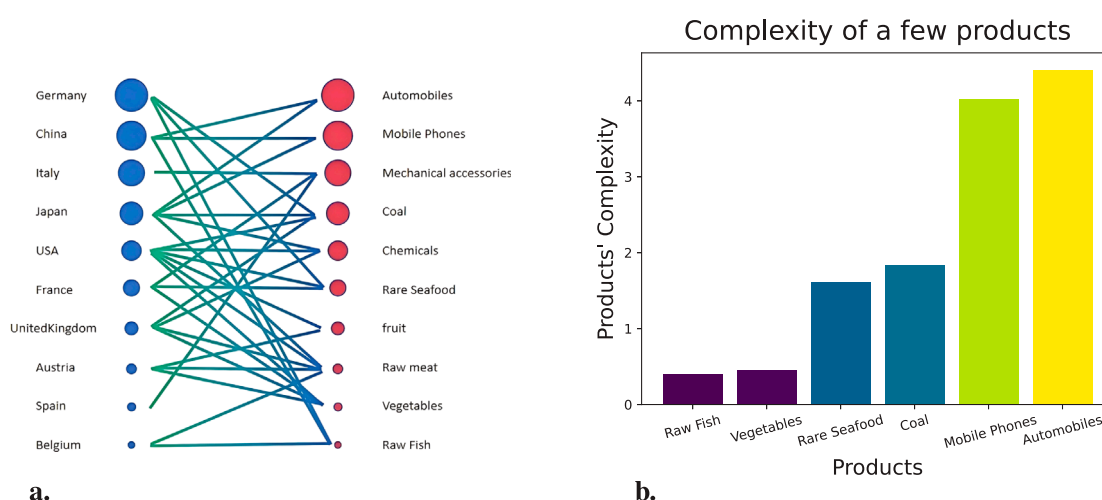 Germany
China
Italy
Japan
USA
France
UnitedKingdom
Austria
Spain
Belgium
Automobiles
Mobile Phones
Mechanical accessories
Coal
Chemicals
Rare Seafood
fruit
Raw meat
Vegetables
Raw Fish
a.
Complexity of a few products
Products' Complexity
4
3
2
1
0
Raw Fish
Vegetables
Rare Seafood
Coal
Mobile Phones
Automobiles
Products
b.